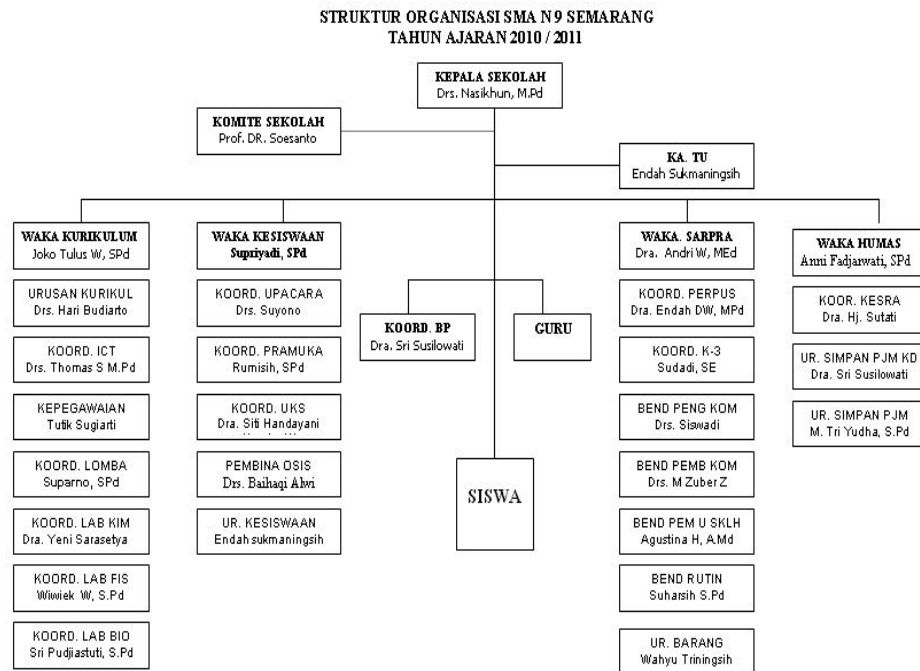 STRUKTUR ORGANISASI SMA N 9 SEMARANG
TAHUN AJARAN 2010 / 2011
KEPALA SEKOLAH
Drs. Nasikhun, M.Pd
KOMITE SEKOLAH
Prof. DR. Soesanto
KA. TU
Endah Sukmaningsih
WAKA KURIKULUM
Joko Tulus W, SPd
URUSAN KURIKUL
Drs. Hari Budiarto
KOORD. ICT
Drs. Thomas S M.Pd
KEPEGAWAIAN
Tutik Sugiarti
KOORD. LOMBA
Suparno, SPd
KOORD. LAB KIM
Dra. Yeni Sarasetya
KOORD. LAB FIS
Wiwiek W, S.Pd
KOORD. LAB BIO
Sri Pudjiastuti, S.Pd
WAKA KESISWAAN
Supriyadi, SPd
KOORD. UPACARA
Drs. Suyono
KOORD. PRAMUKA
Rumisih, SPd
KOORD. UKS
Dra. Siti Handayani
PEMBINA OSIS
Drs. Baihaqi Alwi
UR. KESISWAAN
Endah sukmaningsih
KOORD. BP
Dra. Sri Susilowati
GURU
SISWA
WAKA. SARPRA
Dra. Andri W, MEd
KOORD. PERPUS
Dra. Endah DW, MPd
KOORD. K-3
Sudadi, SE
BEND PENG KOM
Drs. Siswadi
BEND PEMB KOM
Drs. M Zuber Z
BEND PEM U SKLH
Agustina H, A.Md
BEND RUTIN
Suharsih S.Pd
UR. BARANG
Wahyu Triningsih
WAKA HUMAS
Anni Fadjarwati, SPd
KOOR. KESRA
Dra. Hj. Sutati
UR. SIMPAN PJM KD
Dra. Sri Susilowati
UR. SIMPAN PJM
M. Tri Yudha, S.Pd